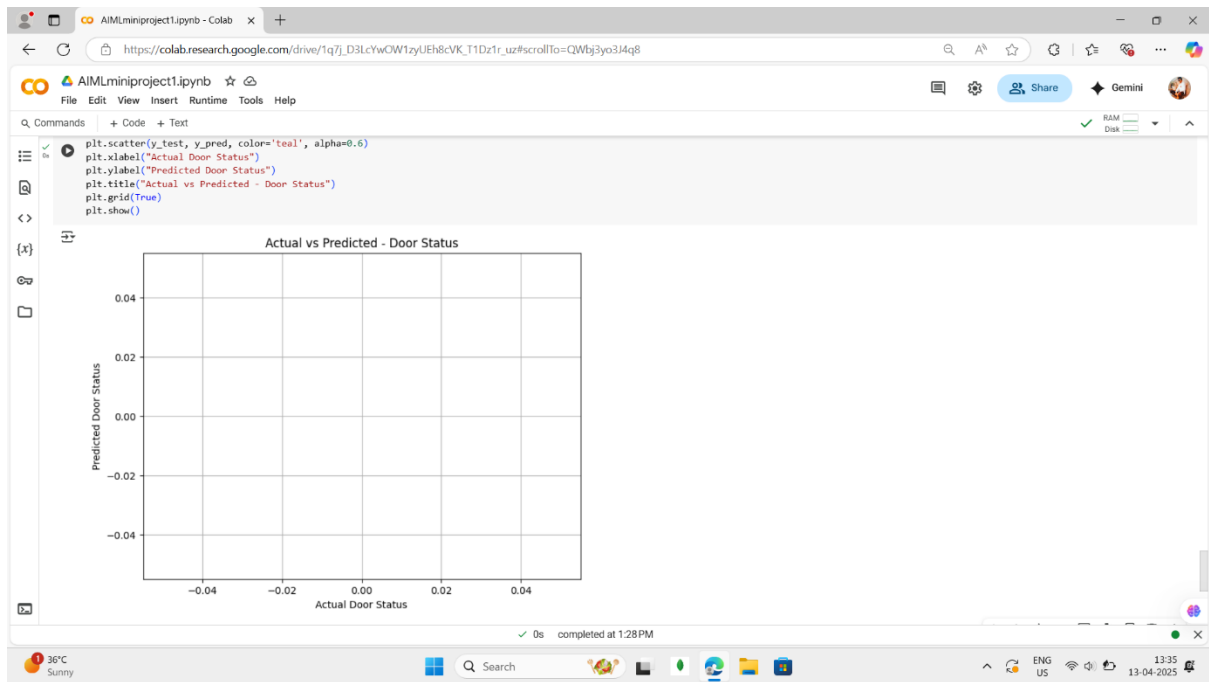 AIMLminiproject1.ipynb - Colab
https://colab.research.google.com/drive/1q7j_D3LcYwOW1zyUEh8cVK_T1Dz1r_uz#scrollTo=QWbj3yo3J4q8
AIMLminiproject1.ipynb
File Edit View Insert Runtime Tools Help
Share
Gemini
Commands + Code + Text
RAM
Disk
0s
plt.scatter(y_test, y_pred, color='teal', alpha=0.6)
plt.xlabel("Actual Door Status")
plt.ylabel("Predicted Door Status")
plt.title("Actual vs Predicted - Door Status")
plt.grid(True)
plt.show()
{x}
Actual vs Predicted - Door Status
Predicted Door Status
0.04
0.02
0.00
−0.02
−0.04
−0.04 −0.02 0.00 0.02 0.04
Actual Door Status
0s completed at 1:28 PM
1
36°C
Sunny
Search
ENG
US
13:35
13-04-2025